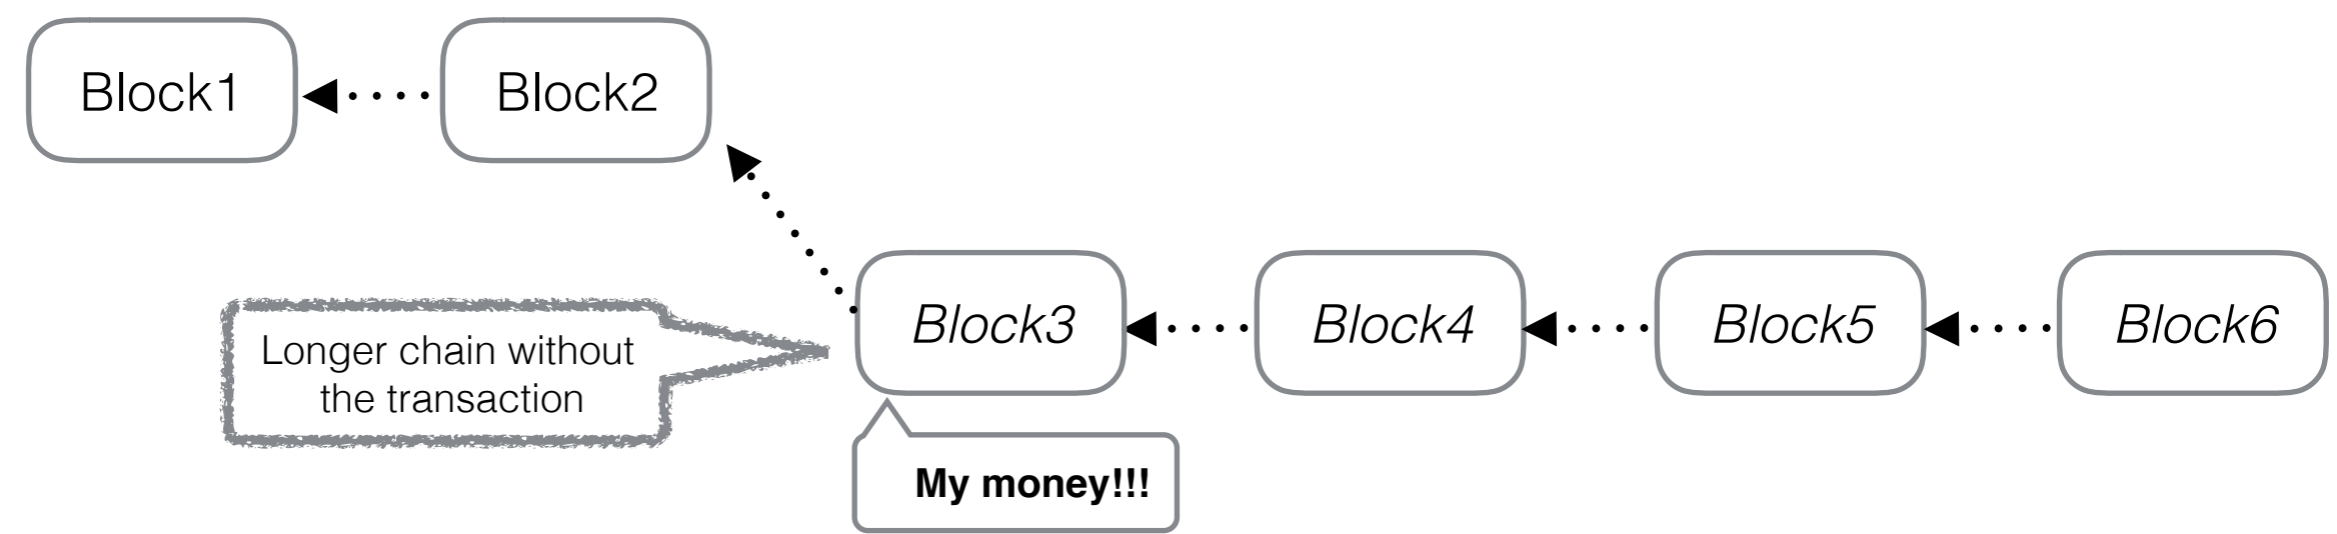 Block1
Block2
Block3
Block4
Block5
Block6
Longer chain without
the transaction
My money!!!